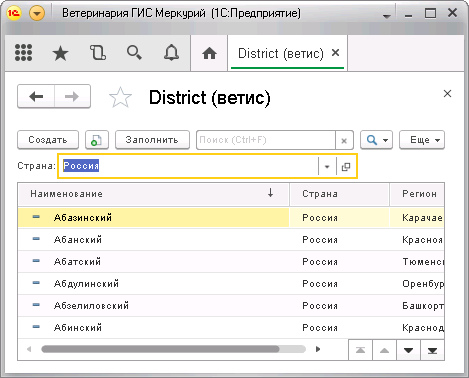 Ветеринария ГИС Меркурий (1С:Предприятие)
District (ветис) ×
District (ветис)
Создать Заполнить Поиск (Ctrl+F) × Еще
Страна: Россия
Наименование ↓ Страна Регион
Абазинский Россия Карачае
Абанский Россия Красноя
Абатский Россия Тюменс
Абдулинский Россия Оренбур
Абзелиловский Россия Башкорт
Абинский Россия Краснод